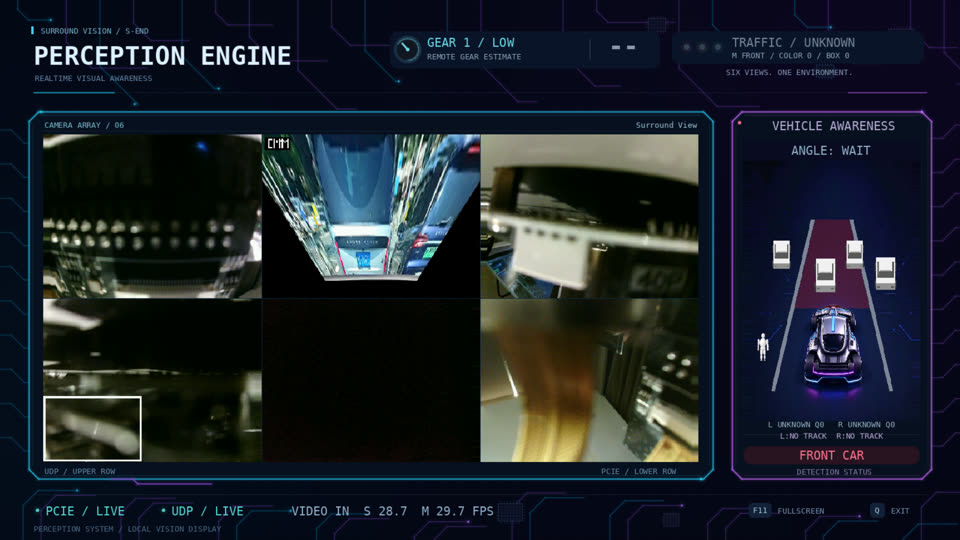 SURROUND VISION / S-END
PERCEPTION ENGINE
REALTIME VISUAL AWARENESS
GEAR 1 / LOW
REMOTE GEAR ESTIMATE
--
TRAFFIC / UNKNOWN
M FRONT / COLOR 0 / BOX 0
SIX VIEWS. ONE ENVIRONMENT.
CAMERA ARRAY / 06
Surround View
UDP / UPPER ROW
PCIE / LOWER ROW
VEHICLE AWARENESS
ANGLE: WAIT
L UNKNOWN Q0 R UNKNOWN Q0
L:NO TRACK R:NO TRACK
FRONT CAR
DETECTION STATUS
• PCIE / LIVE
• UDP / LIVE
VIDEO IN S 28.7 M 29.7 FPS
F11 FULLSCREEN
Q EXIT
PERCEPTION SYSTEM / LOCAL VISION DISPLAY